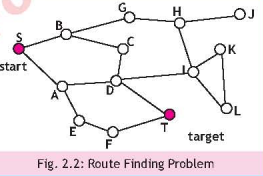 G
H
J
B
S
C
K
start
I
A
D
L
E
F
T
target
Fig. 2.2: Route Finding Problem